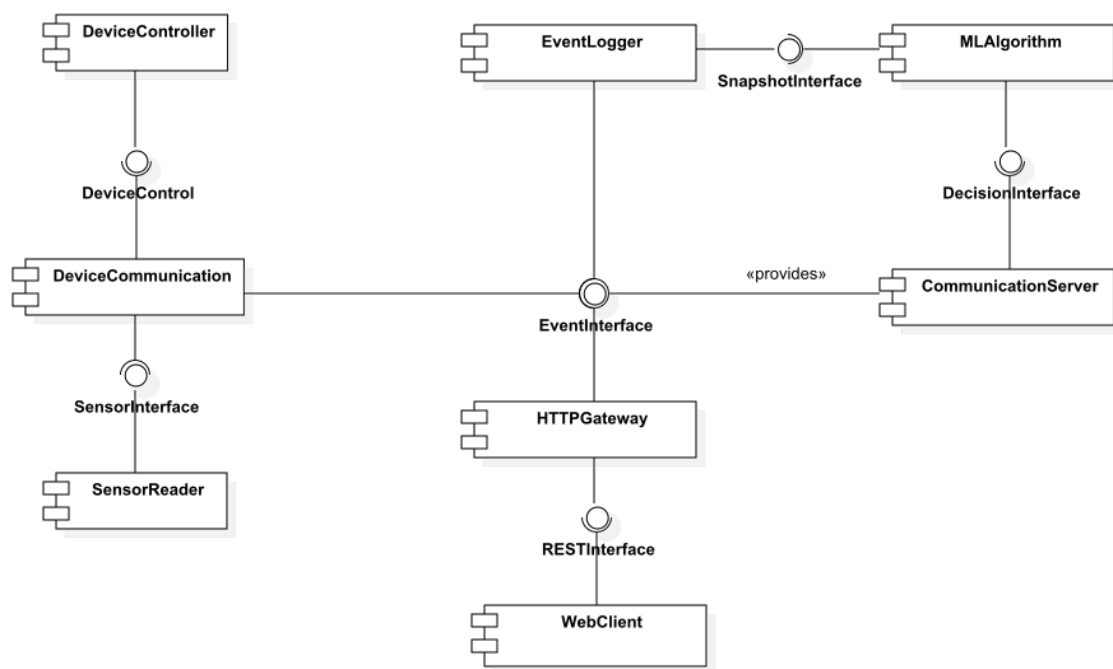 DeviceController
EventLogger
MLAlgorithm
SnapshotInterface
DeviceControl
DecisionInterface
DeviceCommunication
«provides»
CommunicationServer
EventInterface
SensorInterface
HTTPGateway
SensorReader
RESTInterface
WebClient